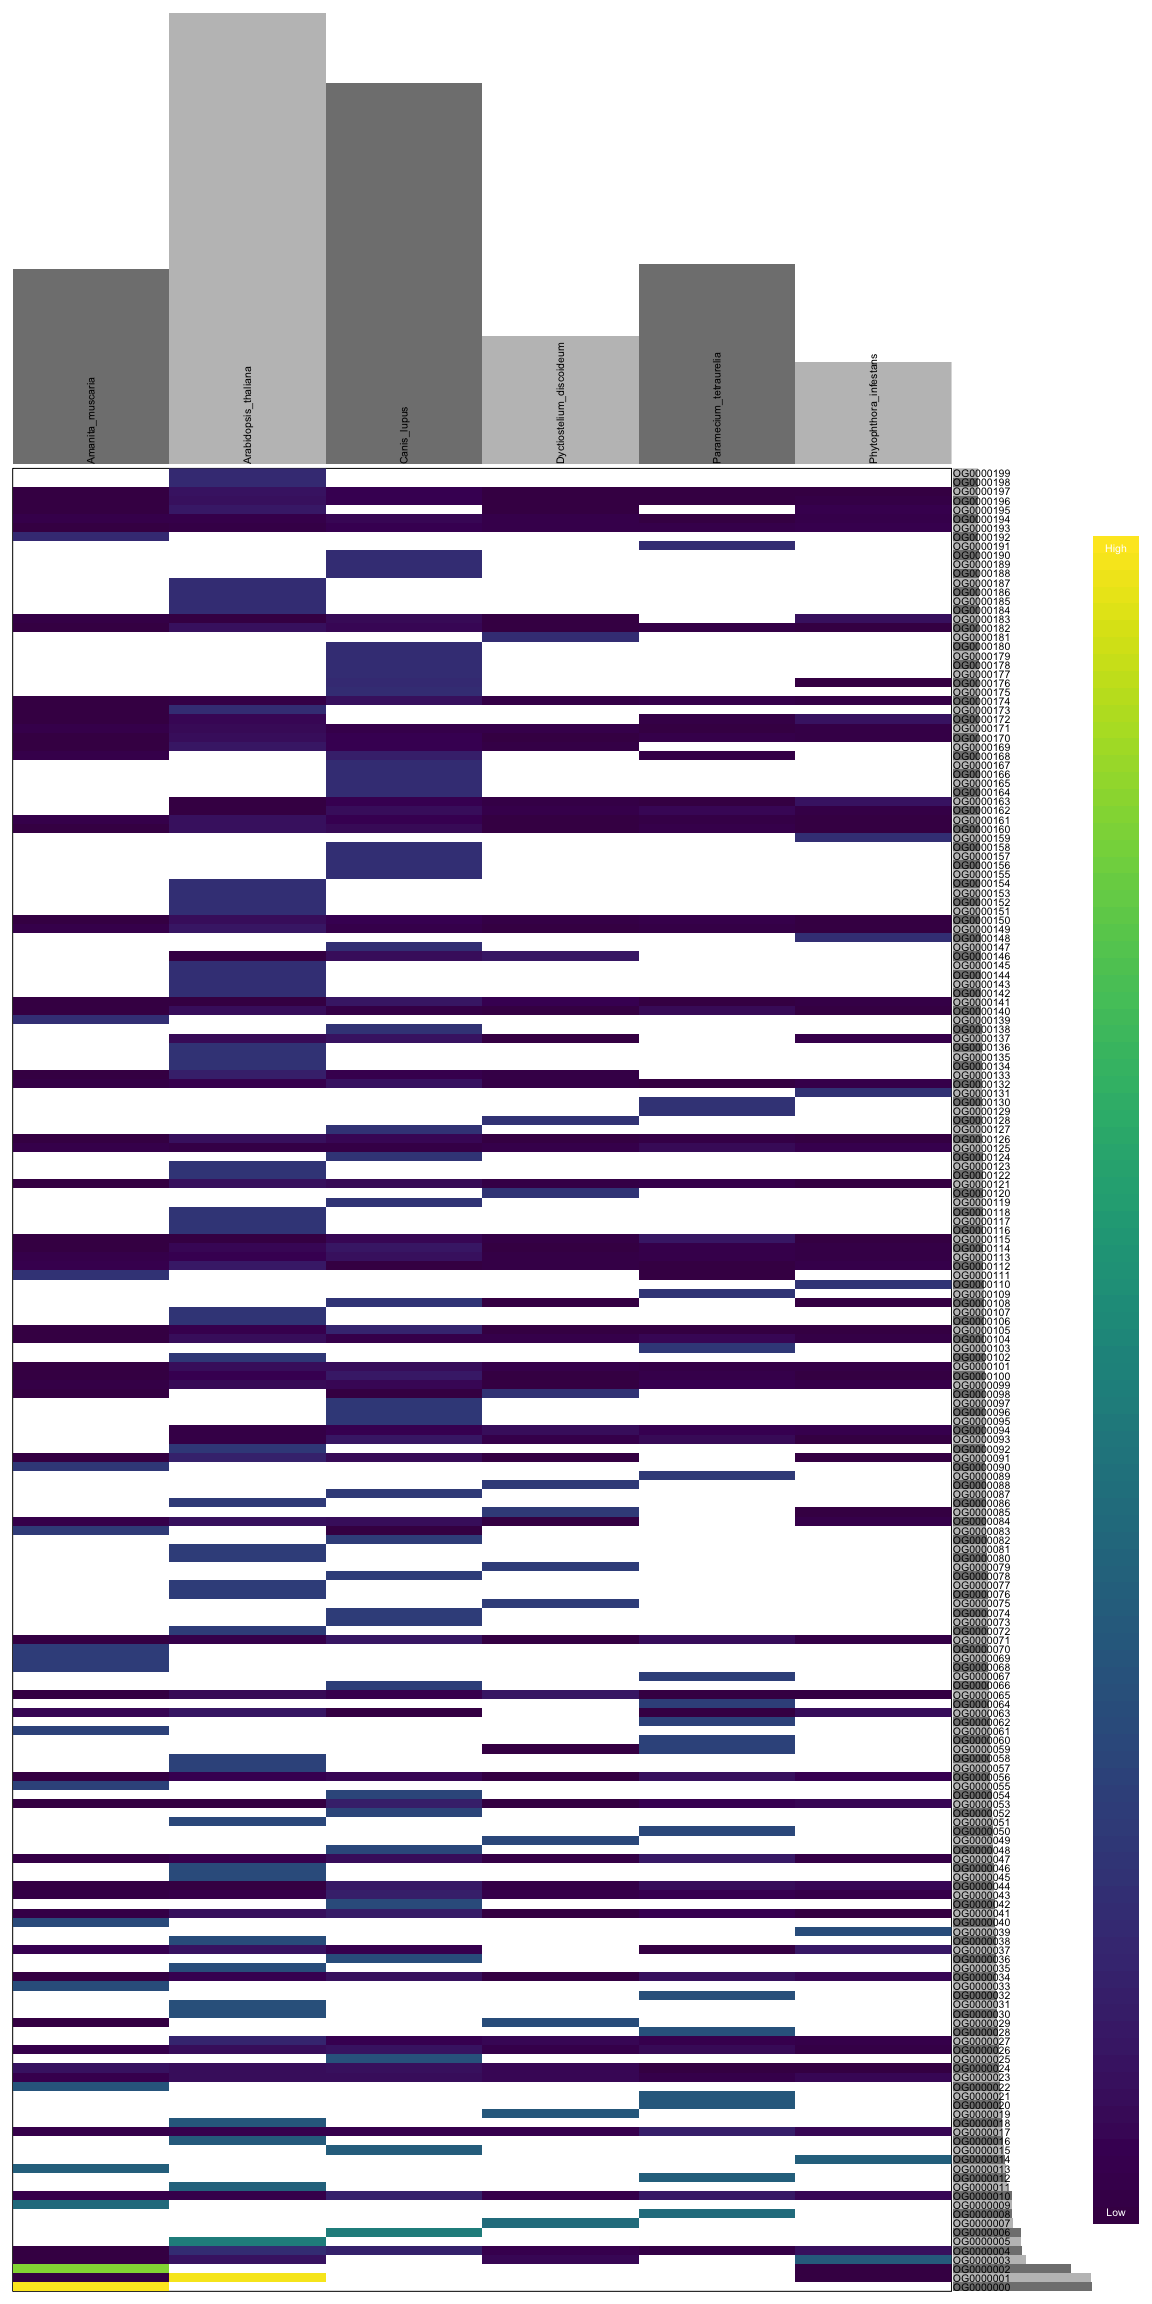 Amanita_muscaria
Arabidopsis_thaliana
Canis_lupus
Dyctiostelium_discoideum
Paramecium_tetraurelia
Phytophthora_infestans
OG0000199
OG0000198
OG0000197
OG0000196
OG0000195
OG0000194
OG0000193
OG0000192
OG0000191
OG0000190
OG0000189
OG0000188
OG0000187
OG0000186
OG0000185
OG0000184
OG0000183
OG0000182
OG0000181
OG0000180
OG0000179
OG0000178
OG0000177
OG0000176
OG0000175
OG0000174
OG0000173
OG0000172
OG0000171
OG0000170
OG0000169
OG0000168
OG0000167
OG0000166
OG0000165
OG0000164
OG0000163
OG0000162
OG0000161
OG0000160
OG0000159
OG0000158
OG0000157
OG0000156
OG0000155
OG0000154
OG0000153
OG0000152
OG0000151
OG0000150
OG0000149
OG0000148
OG0000147
OG0000146
OG0000145
OG0000144
OG0000143
OG0000142
OG0000141
OG0000140
OG0000139
OG0000138
OG0000137
OG0000136
OG0000135
OG0000134
OG0000133
OG0000132
OG0000131
OG0000130
OG0000129
OG0000128
OG0000127
OG0000126
OG0000125
OG0000124
OG0000123
OG0000122
OG0000121
OG0000120
OG0000119
OG0000118
OG0000117
OG0000116
OG0000115
OG0000114
OG0000113
OG0000112
OG0000111
OG0000110
OG0000109
OG0000108
OG0000107
OG0000106
OG0000105
OG0000104
OG0000103
OG0000102
OG0000101
OG0000100
OG0000099
OG0000098
OG0000097
OG0000096
OG0000095
OG0000094
OG0000093
OG0000092
OG0000091
OG0000090
OG0000089
OG0000088
OG0000087
OG0000086
OG0000085
OG0000084
OG0000083
OG0000082
OG0000081
OG0000080
OG0000079
OG0000078
OG0000077
OG0000076
OG0000075
OG0000074
OG0000073
OG0000072
OG0000071
OG0000070
OG0000069
OG0000068
OG0000067
OG0000066
OG0000065
OG0000064
OG0000063
OG0000062
OG0000061
OG0000060
OG0000059
OG0000058
OG0000057
OG0000056
OG0000055
OG0000054
OG0000053
OG0000052
OG0000051
OG0000050
OG0000049
OG0000048
OG0000047
OG0000046
OG0000045
OG0000044
OG0000043
OG0000042
OG0000041
OG0000040
OG0000039
OG0000038
OG0000037
OG0000036
OG0000035
OG0000034
OG0000033
OG0000032
OG0000031
OG0000030
OG0000029
OG0000028
OG0000027
OG0000026
OG0000025
OG0000024
OG0000023
OG0000022
OG0000021
OG0000020
OG0000019
OG0000018
OG0000017
OG0000016
OG0000015
OG0000014
OG0000013
OG0000012
OG0000011
OG0000010
OG0000009
OG0000008
OG0000007
OG0000006
OG0000005
OG0000004
OG0000003
OG0000002
OG0000001
OG0000000
High
Low